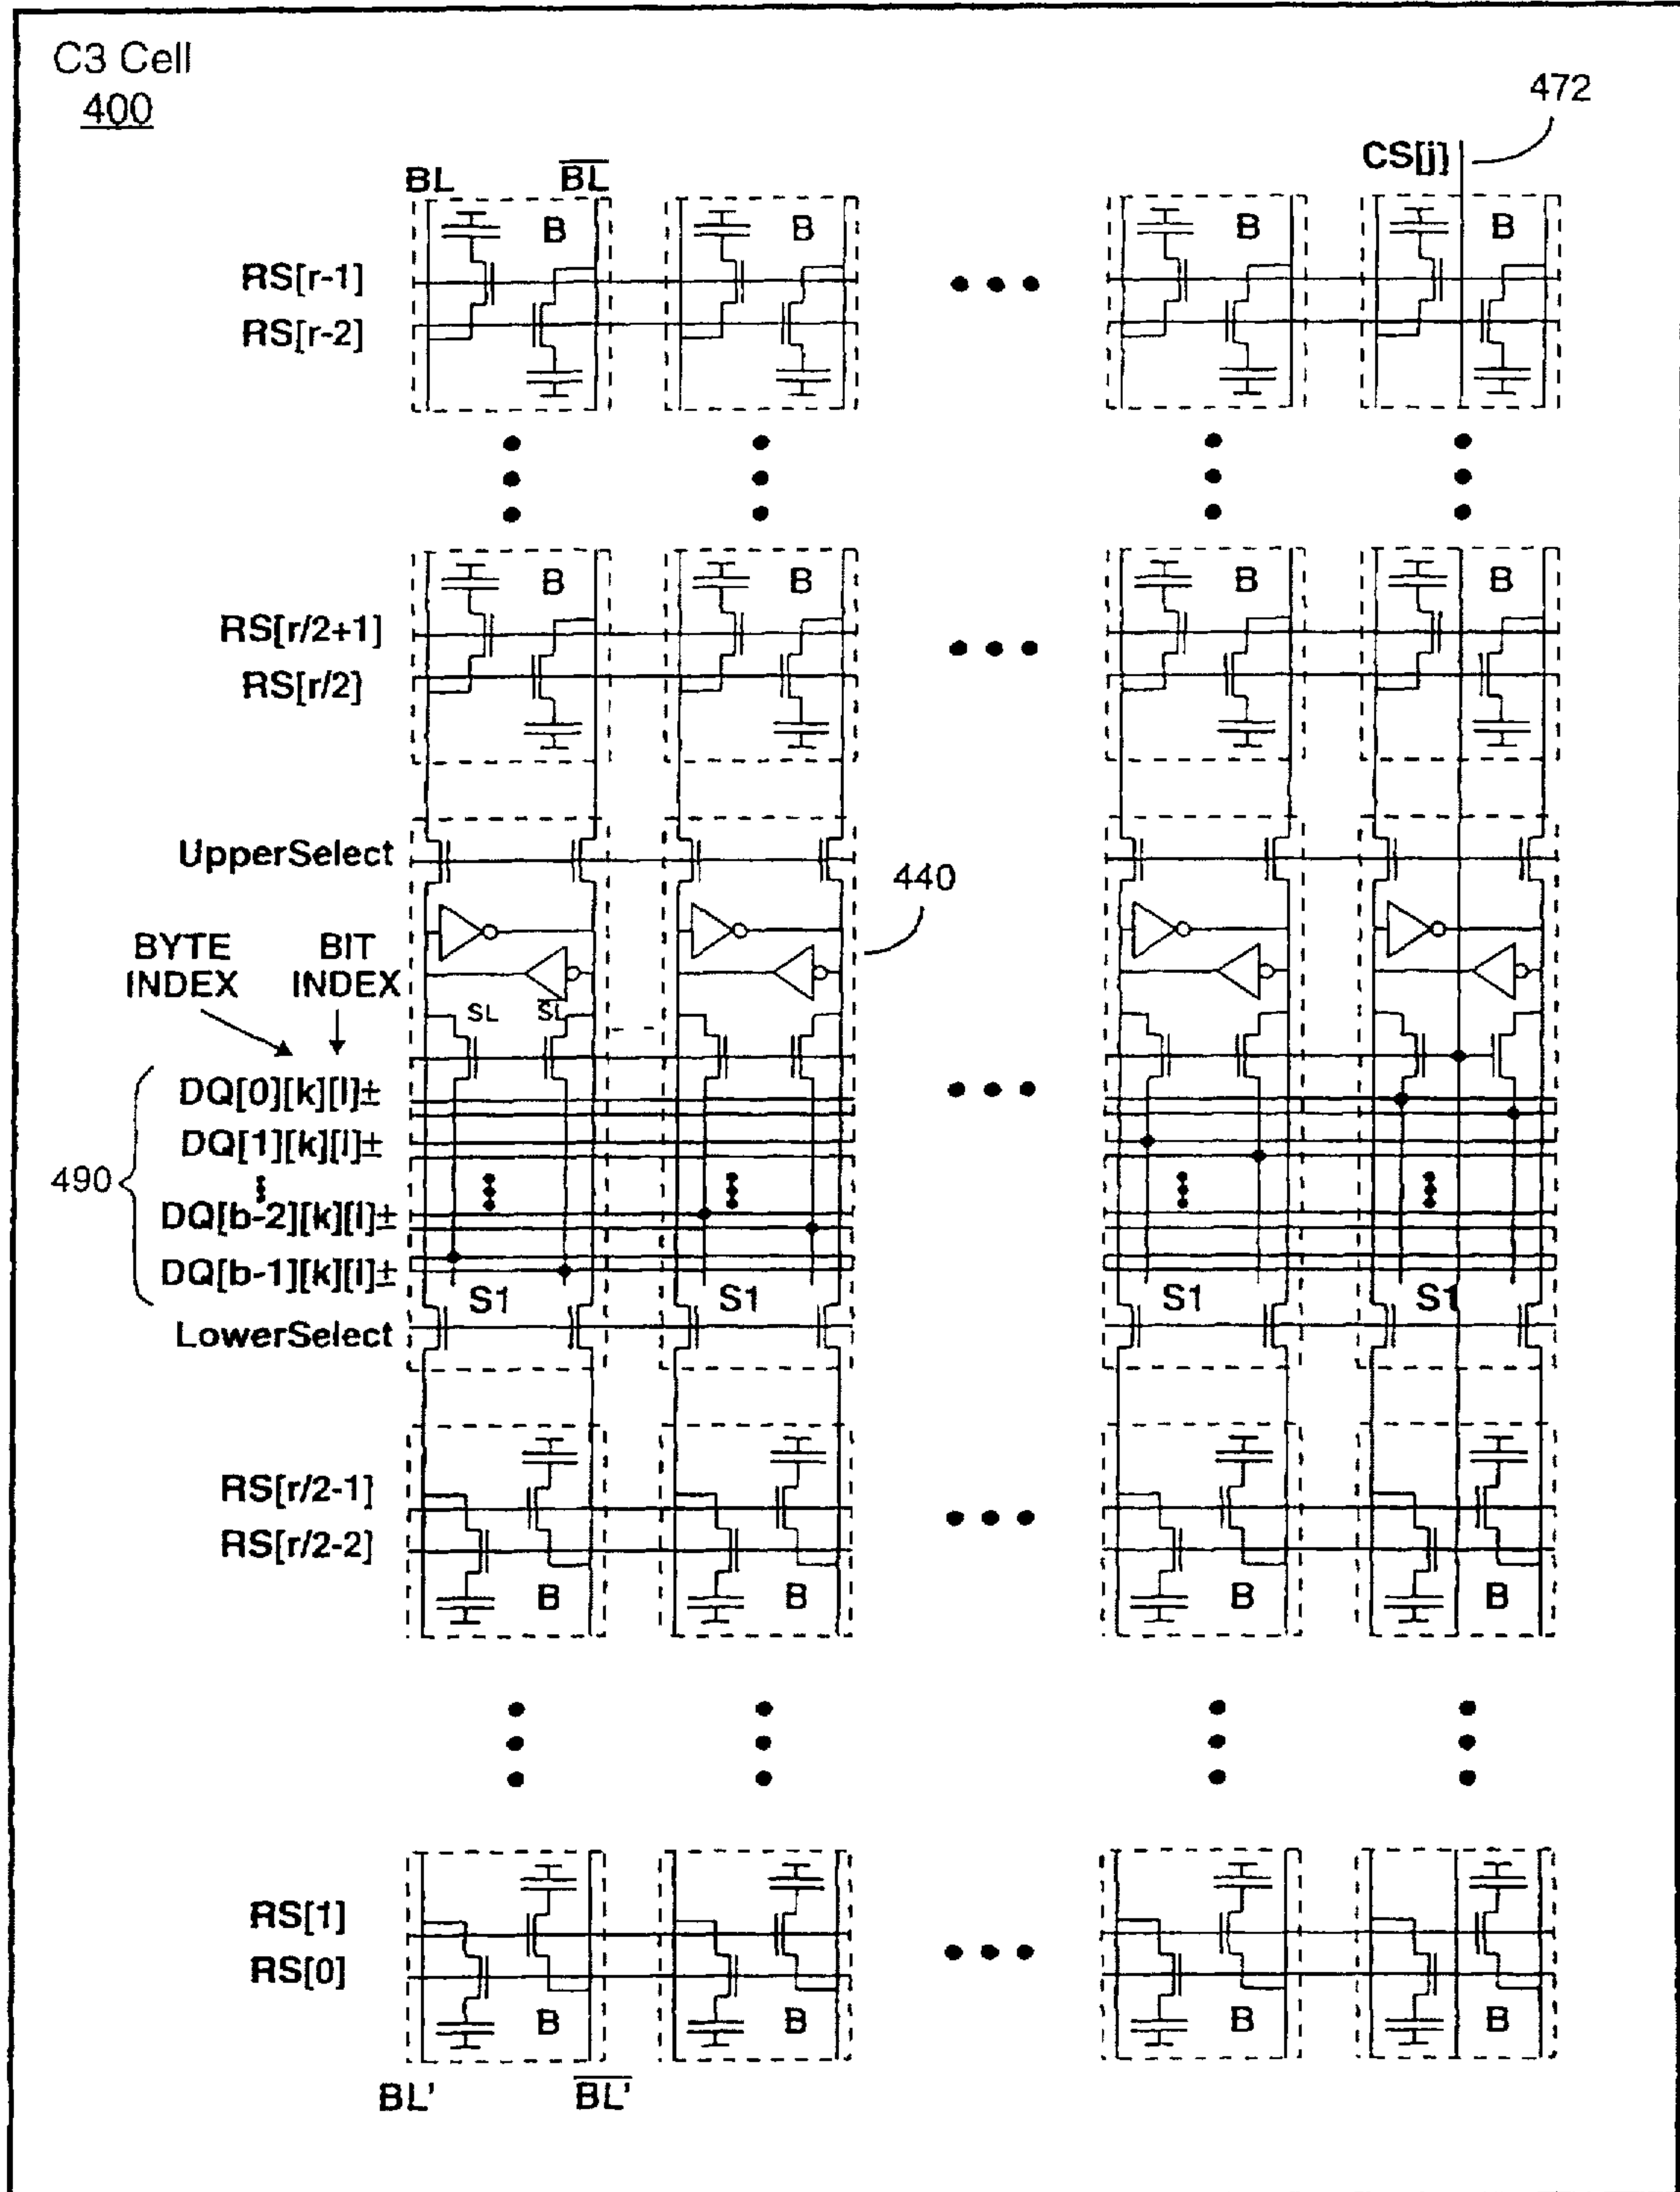 C3 Cell
400
472
CS[j]
BL BL
B B B B
RS[r-1]
RS[r-2]
B B B B
RS[r/2+1]
RS[r/2]
UpperSelect
440
BYTE INDEX
BIT INDEX
SL SL
DQ[0][k][l]±
DQ[1][k][l]±
490
DQ[b-2][k][l]±
DQ[b-1][k][l]±
S1 S1 S1 S1
LowerSelect
RS[r/2-1]
RS[r/2-2]
B B B B
RS[1]
RS[0]
B B B B
BL' BL'